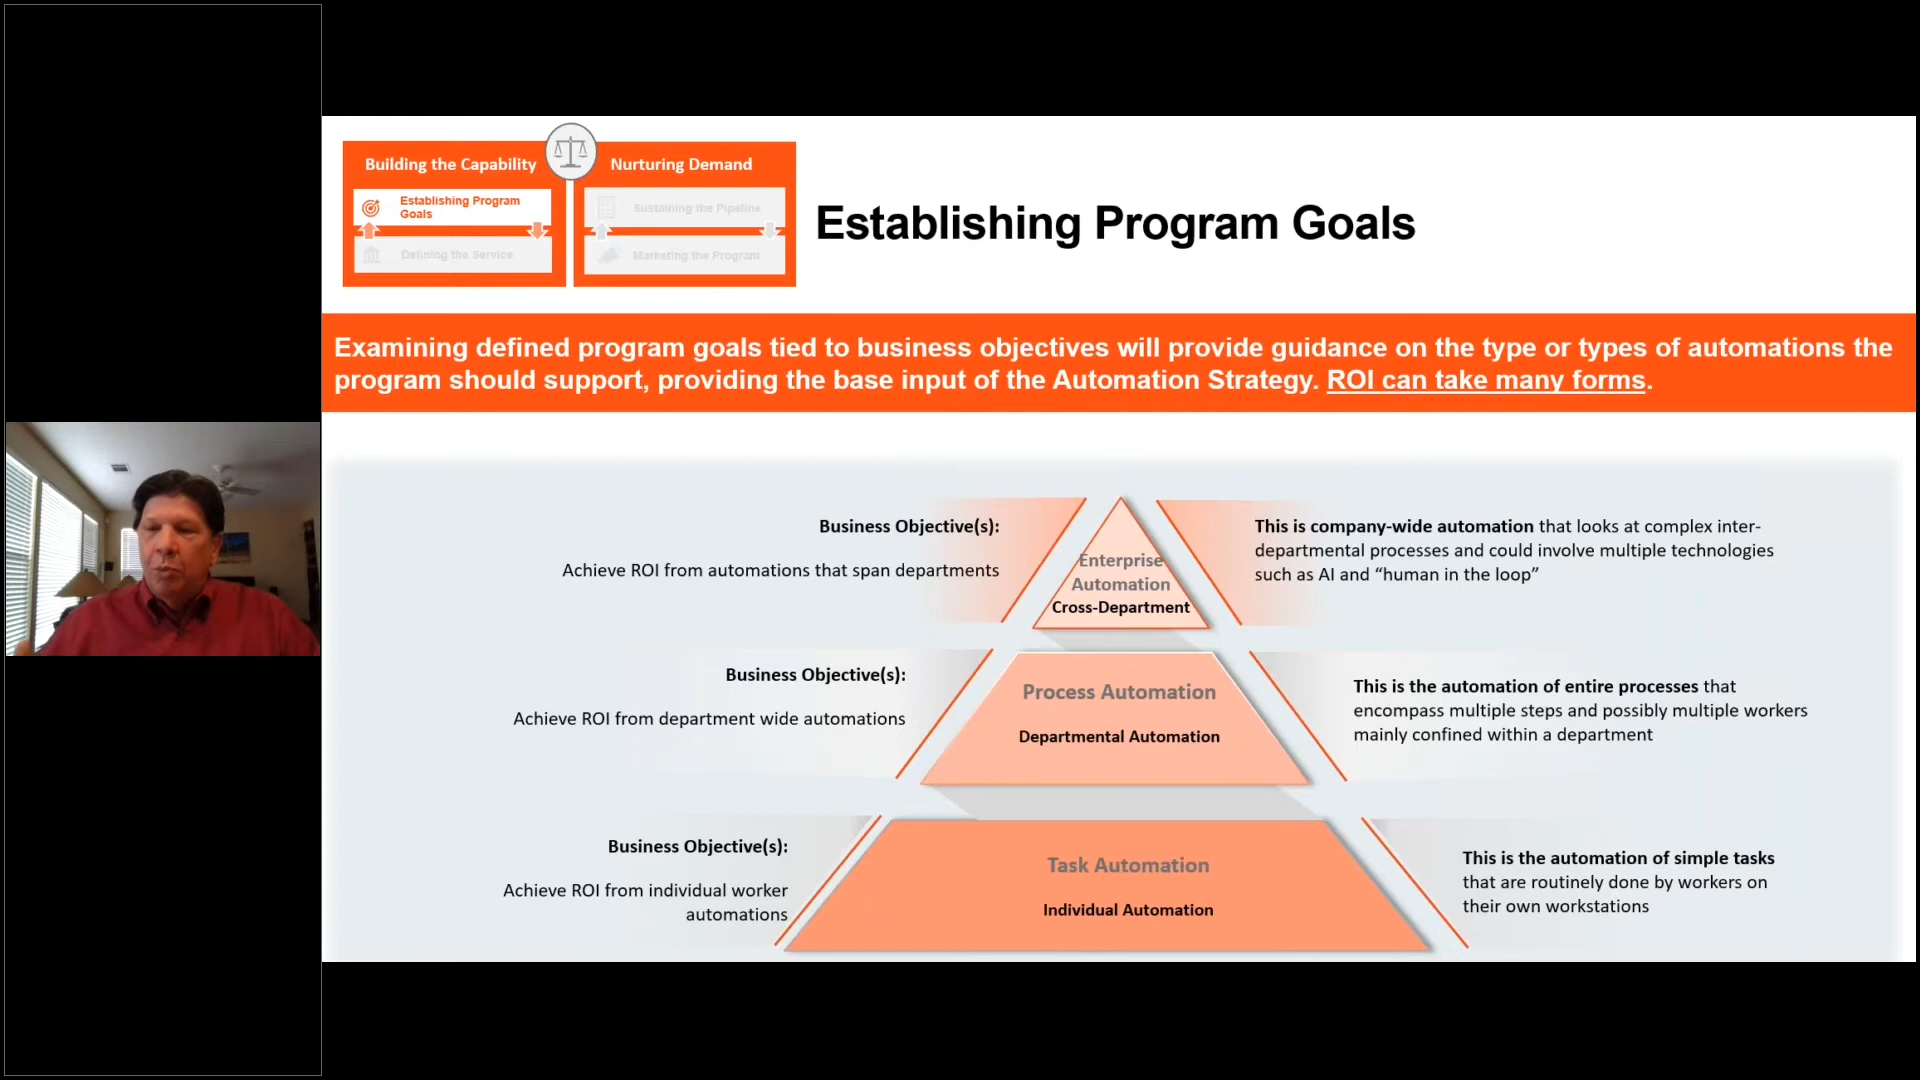 Building the Capability
Nurturing Demand
Establishing Program
Goals
Sustaining the Pipeline
Defining the Service
Marketing the Program
Establishing Program Goals
Examining defined program goals tied to business objectives will provide guidance on the type or types of automations the
program should support, providing the base input of the Automation Strategy. ROI can take many forms.
Business Objective(s):
Achieve ROI from automations that span departments
Enterprise
Automation
Cross-Department
This is company-wide automation that looks at complex inter-
departmental processes and could involve multiple technologies
such as AI and “human in the loop”
Business Objective(s):
Achieve ROI from department wide automations
Process Automation
Departmental Automation
This is the automation of entire processes that
encompass multiple steps and possibly multiple workers
mainly confined within a department
Business Objective(s):
Achieve ROI from individual worker
automations
Task Automation
Individual Automation
This is the automation of simple tasks
that are routinely done by workers on
their own workstations